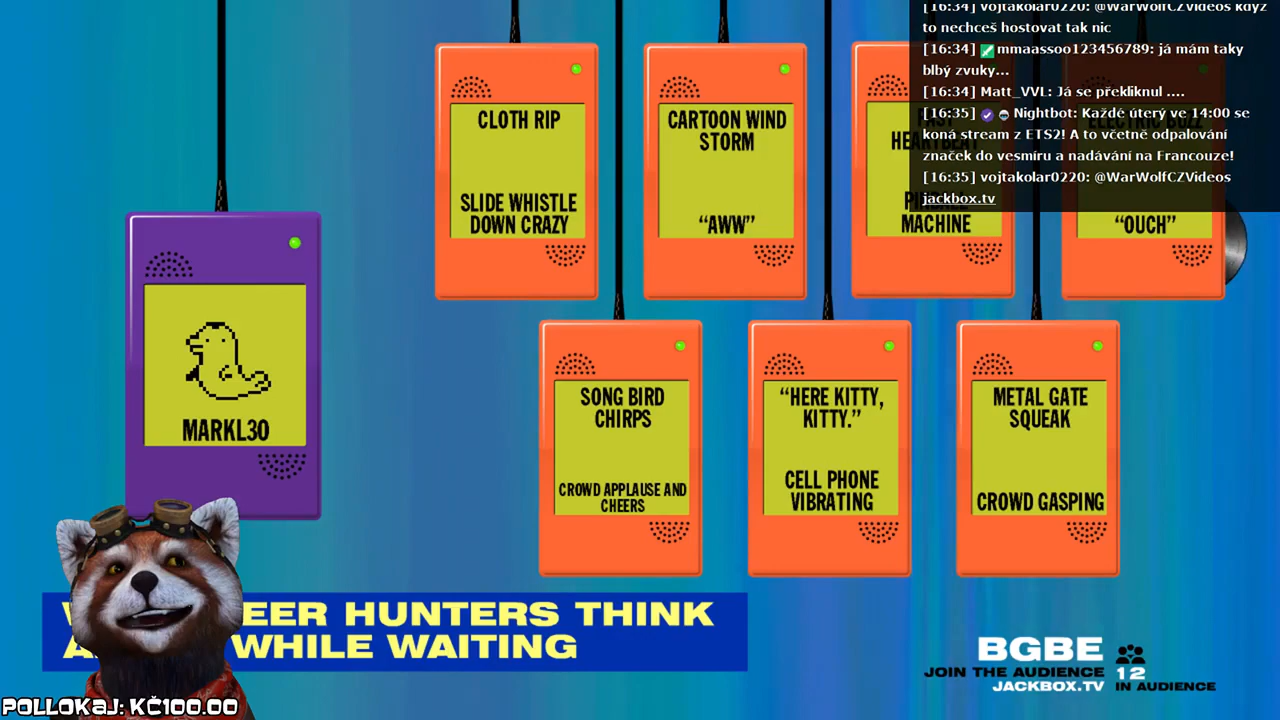 [16:34] vojtakolar0220: @WarWolfCZVideos když
to nechceš hostovat tak nic
[16:34] mmaassoo123456789: já mám taky
blbý zvuky...
[16:34] Matt_VVL: Já se překliknul ....
[16:35] Nightbot: Každé úterý ve 14:00 se
koná stream z ETS2! A to včetně odpalování
značek do vesmíru a nadávání na Francouze!
[16:35] vojtakolar0220: @WarWolfCZVideos
jackbox.tv
CLOTH RIP
SLIDE WHISTLE
DOWN CRAZY
CARTOON WIND
STORM
“AWW”
HEARTBEAT
MACHINE
“OUCH”
MARKL30
SONG BIRD
CHIRPS
CROWD APPLAUSE AND
CHEERS
“HERE KITTY,
KITTY.”
CELL PHONE
VIBRATING
METAL GATE
SQUEAK
CROWD GASPING
HUNTERS THINK
WHILE WAITING
BGBE
JOIN THE AUDIENCE
JACKBOX.TV
12
IN AUDIENCE
POLLOKAJ: KČ100.00